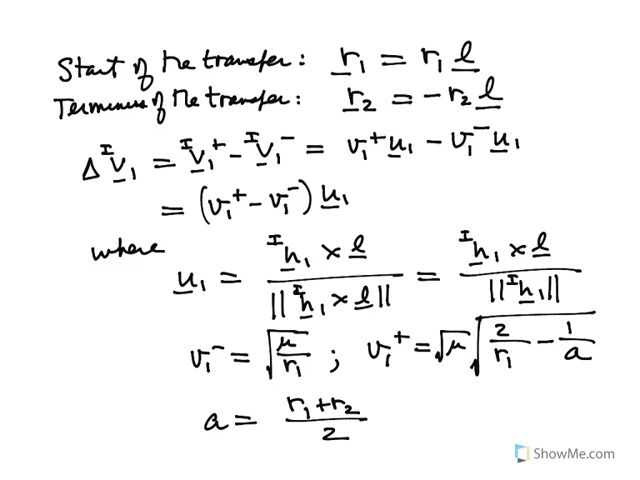 Start of the transfer: r₁ = r₁ l
Terminus of the transfer: r₂ = -r₂ l
Δ ᴵv₁ = ᴵv₁⁺ - ᴵv₁⁻ = v₁⁺ u₁ - v₁⁻ u₁
= (v₁⁺ - v₁⁻) u₁
where
u₁ = (ᴵh₁ × l) / ||ᴵh₁ × l|| = (ᴵh₁ × l) / ||ᴵh₁||
v₁⁻ = √(μ/r₁) ; v₁⁺ = √μ √(2/r₁ - 1/a)
a = (r₁ + r₂) / 2
ShowMe.com